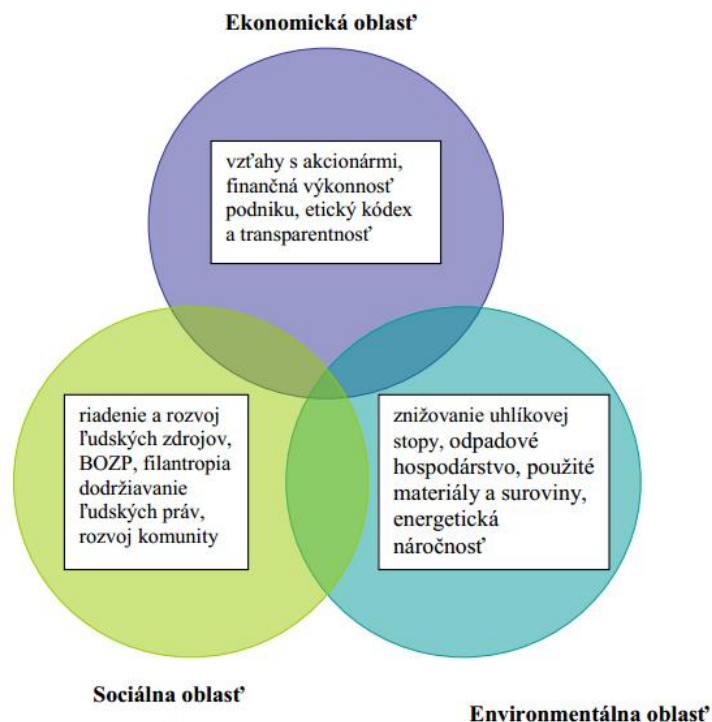 Ekonomická oblasť
vzťahy s akcionármi,
finančná výkonnosť
podniku, etický kódex
a transparentnosť
riadenie a rozvoj
ľudských zdrojov,
BOZP, filantropia
dodržiavanie
ľudských práv,
rozvoj komunity
znižovanie uhlíkovej
stopy, odpadové
hospodárstvo, použité
materiály a suroviny,
energetická
náročnosť
Sociálna oblasť
Environmentálna oblasť